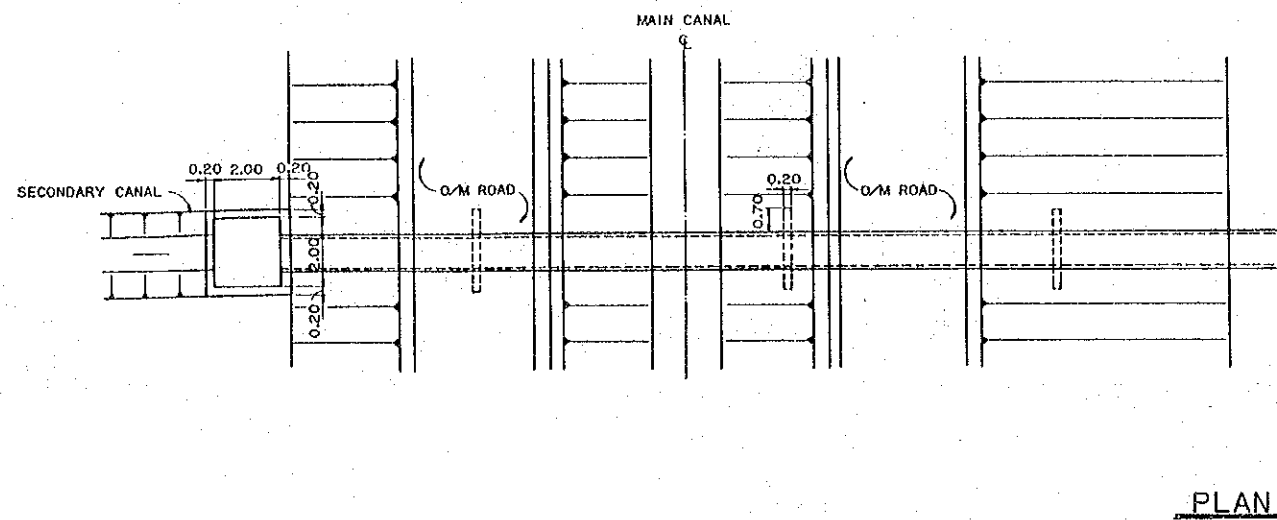 MAIN CANAL
℄
0.20 2.00 0.20
SECONDARY CANAL
0.20
O/M ROAD
0.20
0.70
O/M ROAD
2.00
0.20
PLAN